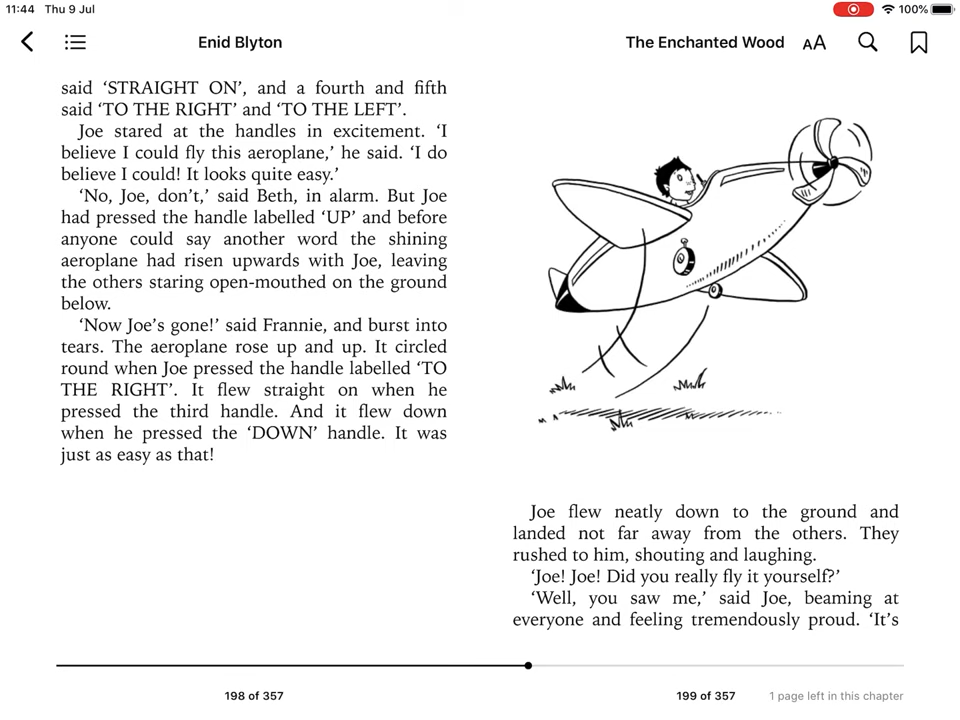 11:44 Thu 9 Jul
100%
Enid Blyton
The Enchanted Wood
AA
said ‘STRAIGHT ON’, and a fourth and fifth
said ‘TO THE RIGHT’ and ‘TO THE LEFT’.
Joe stared at the handles in excitement. ‘I
believe I could fly this aeroplane,’ he said. ‘I do
believe I could! It looks quite easy.’
‘No, Joe, don’t,’ said Beth, in alarm. But Joe
had pressed the handle labelled ‘UP’ and before
anyone could say another word the shining
aeroplane had risen upwards with Joe, leaving
the others staring open-mouthed on the ground
below.
‘Now Joe’s gone!’ said Frannie, and burst into
tears. The aeroplane rose up and up. It circled
round when Joe pressed the handle labelled ‘TO
THE RIGHT’. It flew straight on when he
pressed the third handle. And it flew down
when he pressed the ‘DOWN’ handle. It was
just as easy as that!
Joe flew neatly down to the ground and
landed not far away from the others. They
rushed to him, shouting and laughing.
‘Joe! Joe! Did you really fly it yourself?’
‘Well, you saw me,’ said Joe, beaming at
everyone and feeling tremendously proud. ‘It’s
198 of 357
199 of 357
1 page left in this chapter